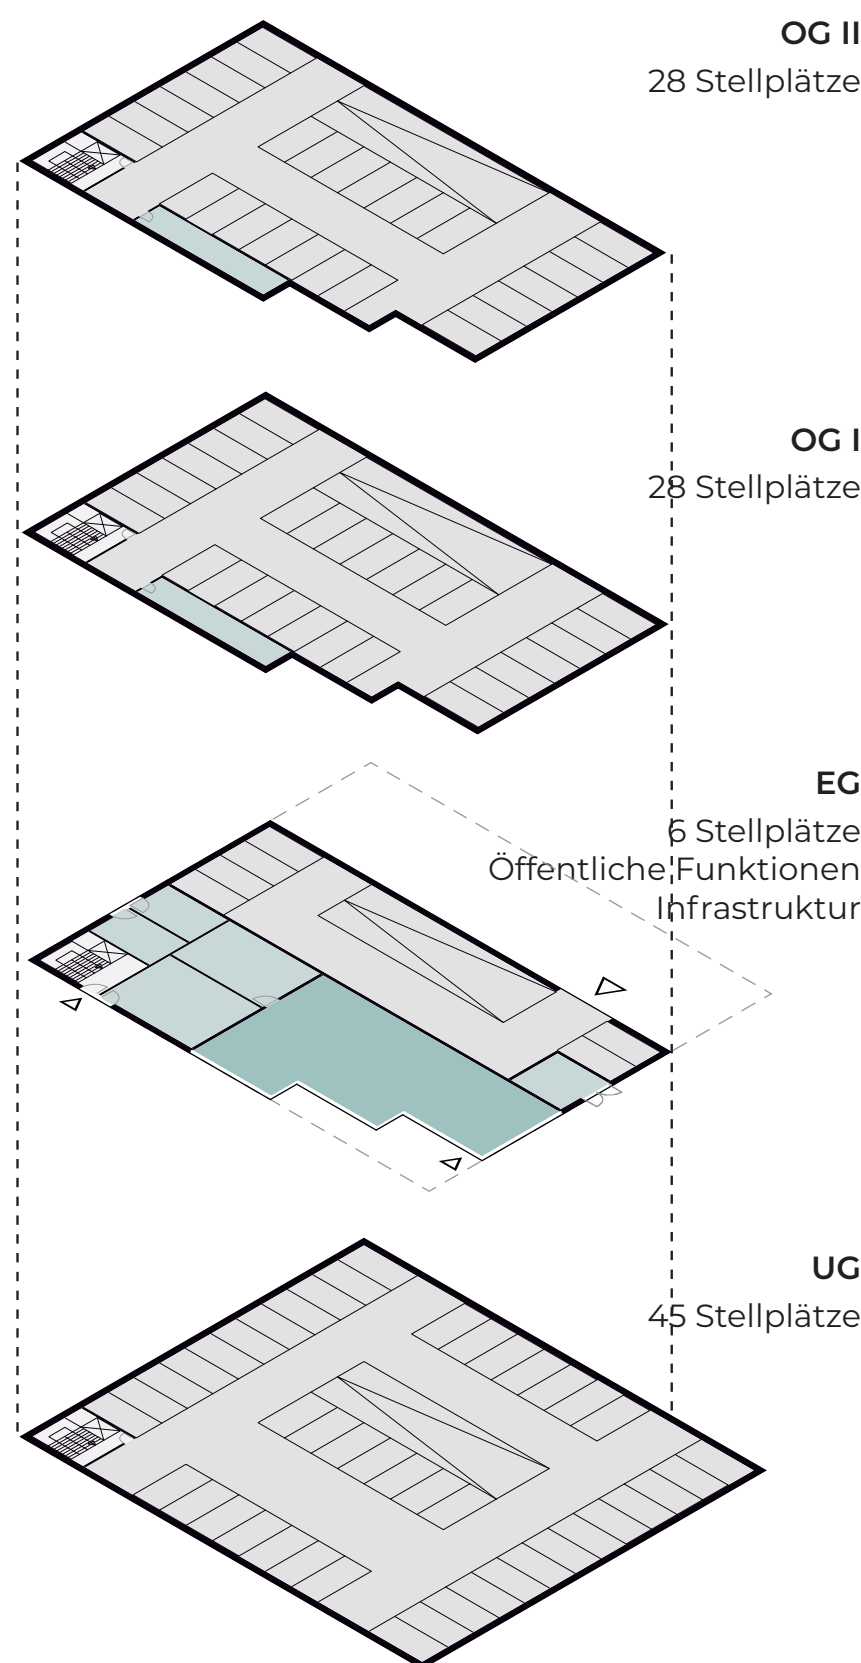 OG II
28 Stellplätze
OG I
28 Stellplätze
EG
6 Stellplätze
Öffentliche Funktionen
Infrastruktur
UG
45 Stellplätze